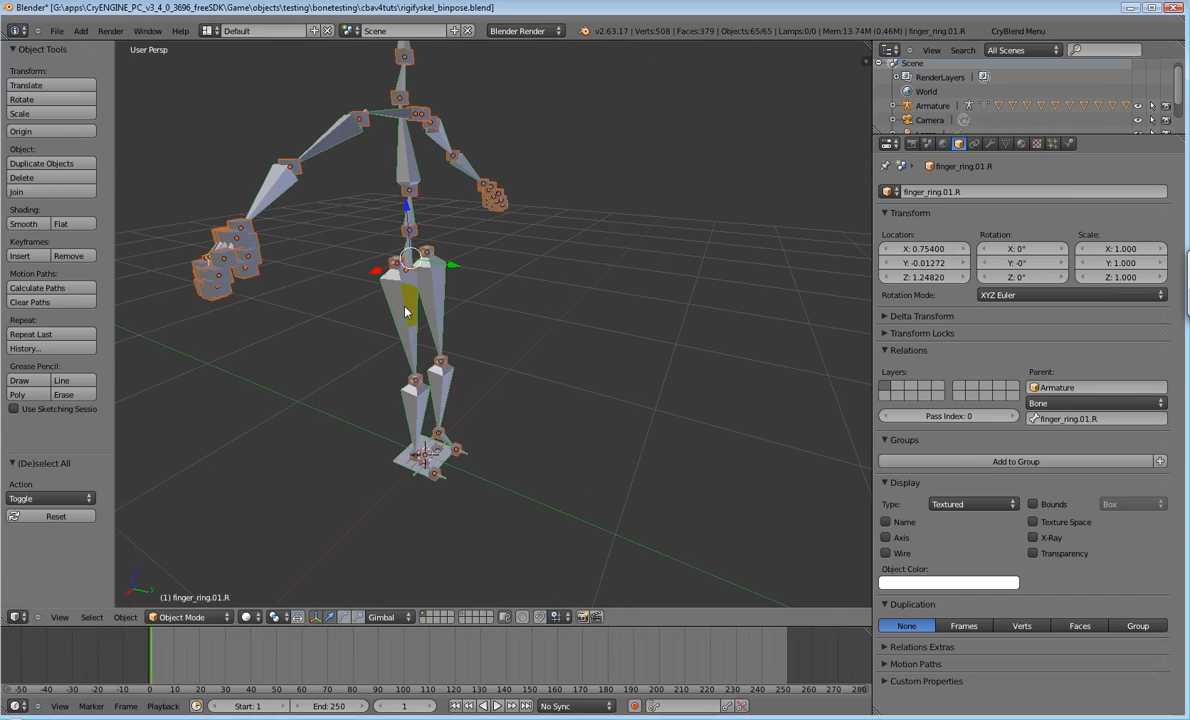 Blender* [G:\apps\CryENGINE_PC_v3_4_0_3696_freeSDK\Game\objects\testing\bonetesting\cbav4tuts\rigifyskel_binpose.blend]
File Add Render Window Help Default Scene Blender Render v2.63.17 | Verts:508 | Faces:379 | Objects:65/65 | Lamps:0/0 | Mem:13.74M (0.46M) | finger_ring.01.R CryBlend Menu
Object Tools
Transform:
Translate
Rotate
Scale
Origin
Object:
Duplicate Objects
Delete
Join
Shading:
Smooth Flat
Keyframes:
Insert Remove
Motion Paths:
Calculate Paths
Clear Paths
Repeat:
Repeat Last
History...
Grease Pencil:
Draw Line
Poly Erase
Use Sketching Sessio
(De)select All
Action
Toggle
Reset
User Persp
(1) finger_ring.01.R
View Select Object Object Mode Gimbal
-50 -40 -30 -20 -10 0 10 20 30 40 50 60 70 80 90 100 110 120 130 140 150 160 170 180 190 200 210 220 230 240 250 260 270 280
View Marker Frame Playback Start: 1 End: 250 1 No Sync
View Search All Scenes
Scene
RenderLayers
World
Armature
Camera
finger_ring.01.R
finger_ring.01.R
Transform
Location: Rotation: Scale:
X: 0.75400 X: 0° X: 1.000
Y: -0.01272 Y: -0° Y: 1.000
Z: 1.24820 Z: 0° Z: 1.000
Rotation Mode: XYZ Euler
Delta Transform
Transform Locks
Relations
Layers: Parent:
Armature
Bone
Pass Index: 0 finger_ring.01.R
Groups
Add to Group
Display
Type: Textured Bounds Box
Name Texture Space
Axis X-Ray
Wire Transparency
Object Color:
Duplication
None Frames Verts Faces Group
Relations Extras
Motion Paths
Custom Properties